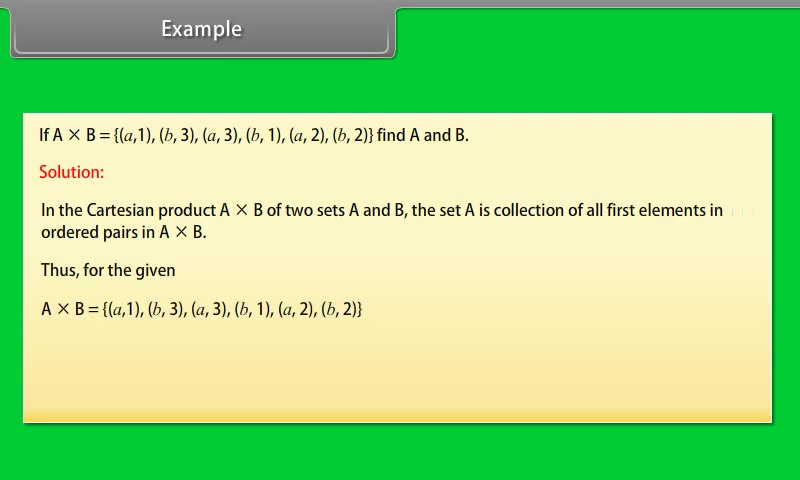 Example
If A × B = {(a,1), (b, 3), (a, 3), (b, 1), (a, 2), (b, 2)} find A and B.
Solution:
In the Cartesian product A × B of two sets A and B, the set A is collection of all first elements in
ordered pairs in A × B.
Thus, for the given
A × B = {(a,1), (b, 3), (a, 3), (b, 1), (a, 2), (b, 2)}